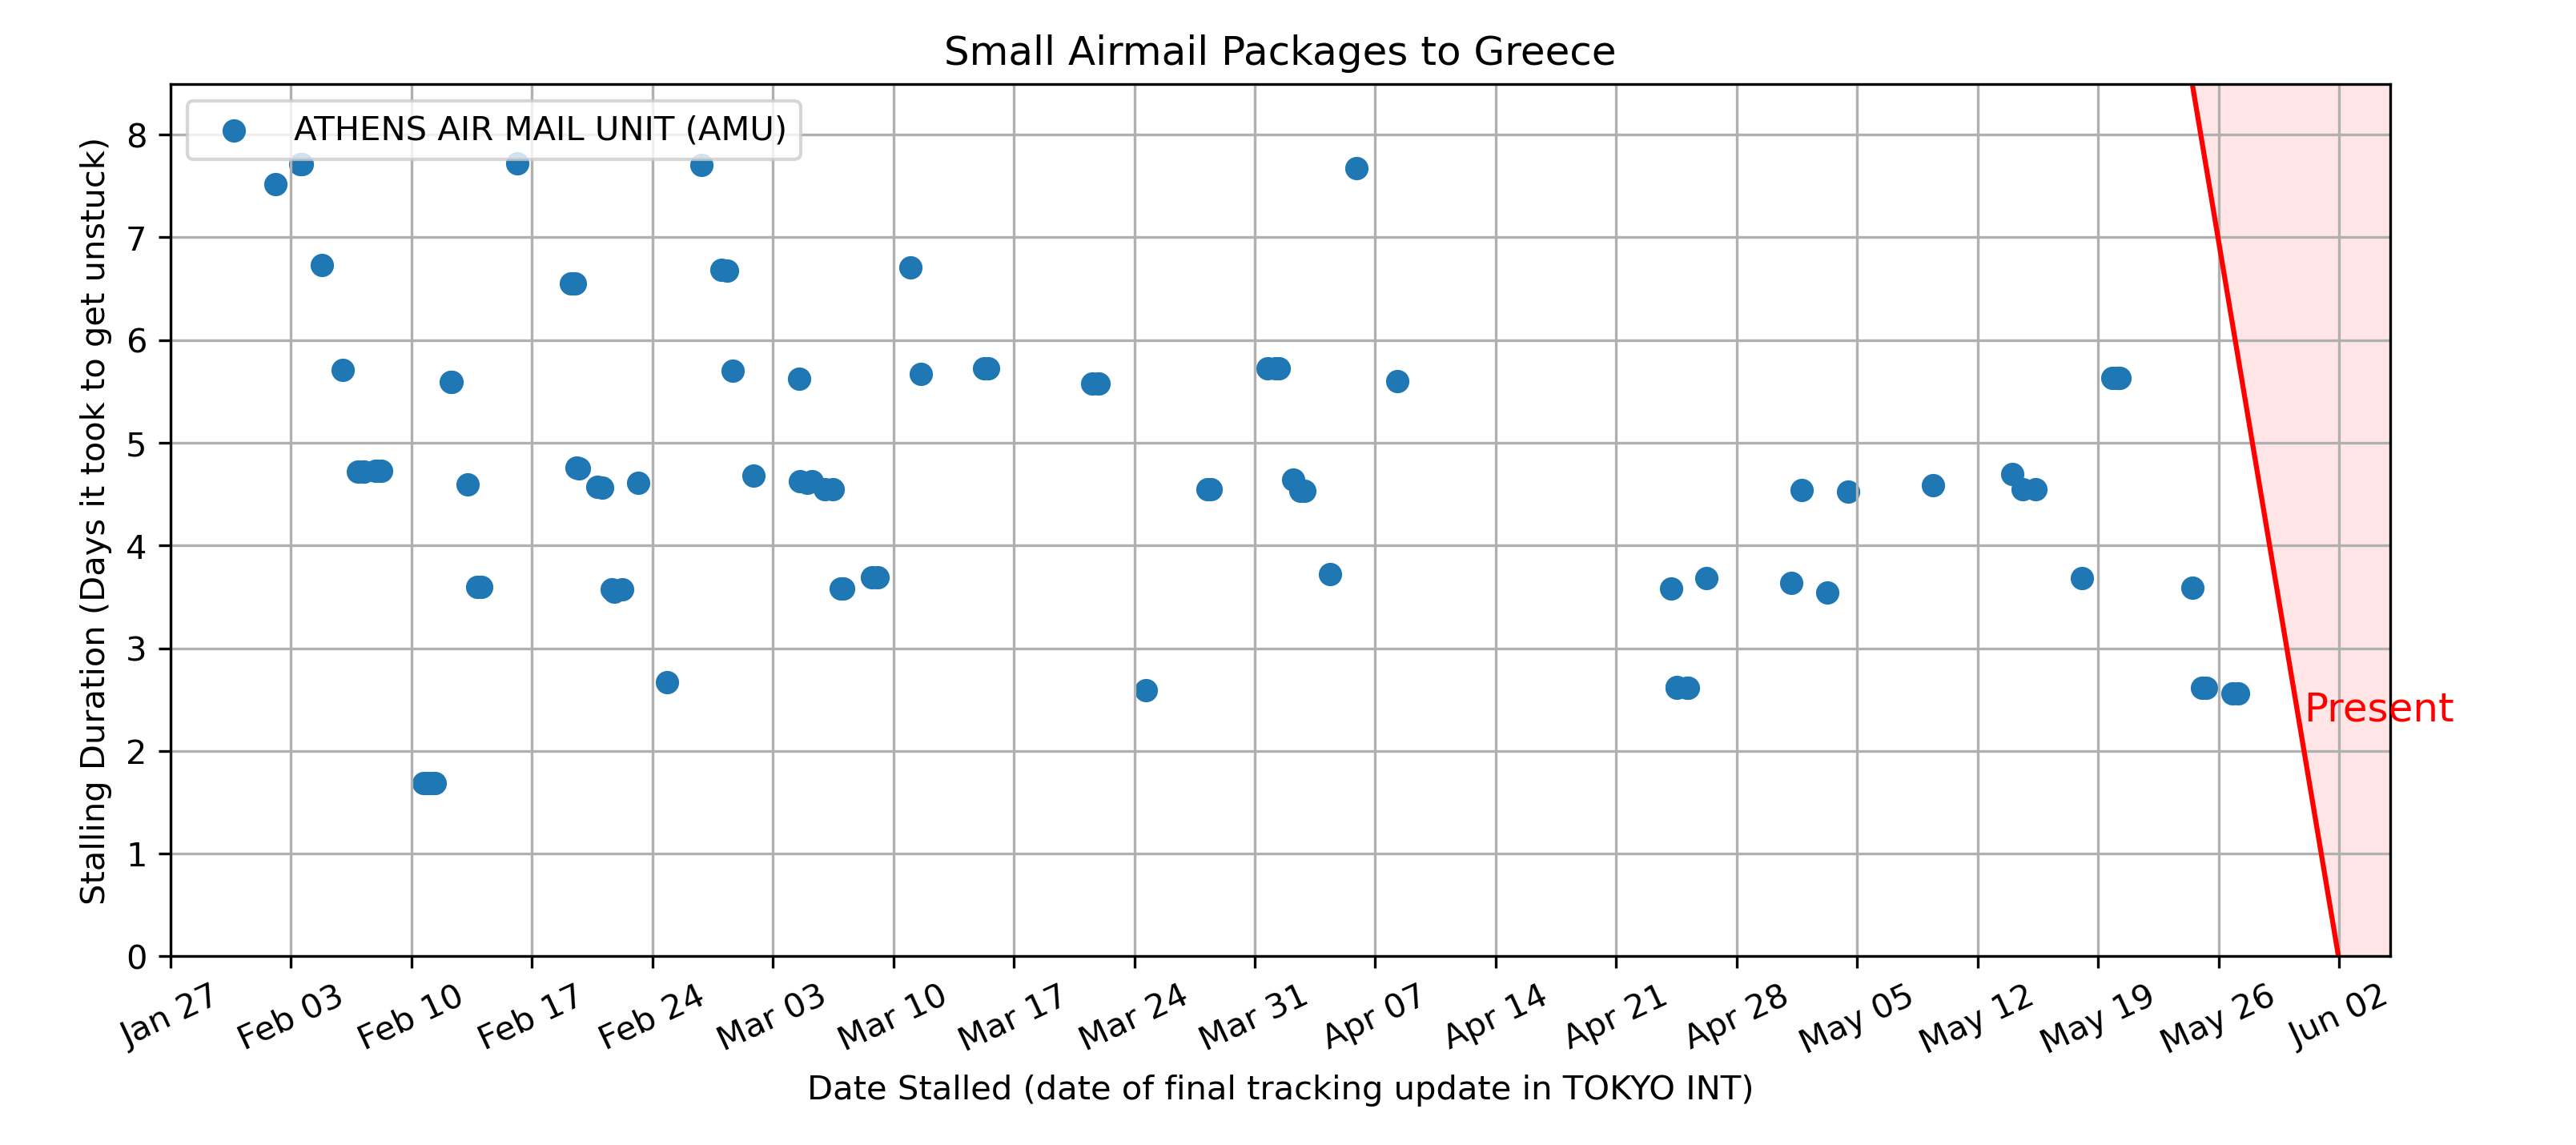 Small Airmail Packages to Greece
ATHENS AIR MAIL UNIT (AMU)
Stalling Duration (Days it took to get unstuck)
8
7
6
5
4
3
2
1
0
Present
Jan 27
Feb 03
Feb 10
Feb 17
Feb 24
Mar 03
Mar 10
Mar 17
Mar 24
Mar 31
Apr 07
Apr 14
Apr 21
Apr 28
May 05
May 12
May 19
May 26
Jun 02
Date Stalled (date of final tracking update in TOKYO INT)